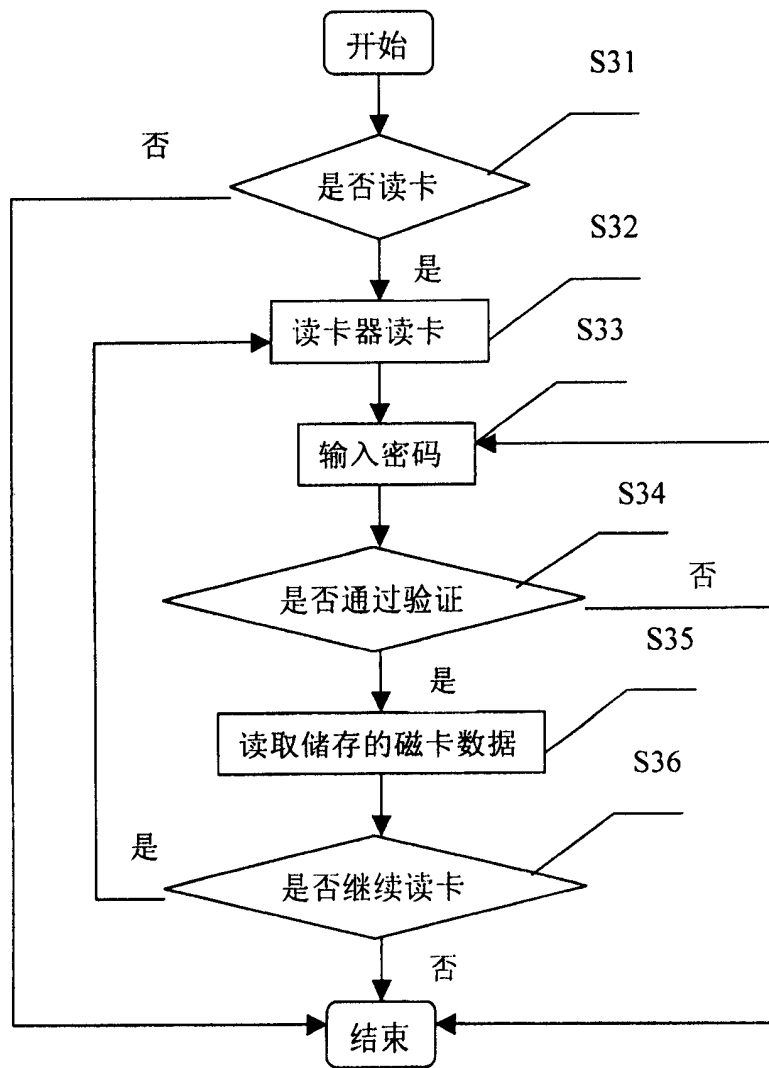 开始
S31
否
是否读卡
S32
是
读卡器读卡
S33
输入密码
S34
是否通过验证
否
S35
是
读取储存的磁卡数据
S36
是
是否继续读卡
否
结束